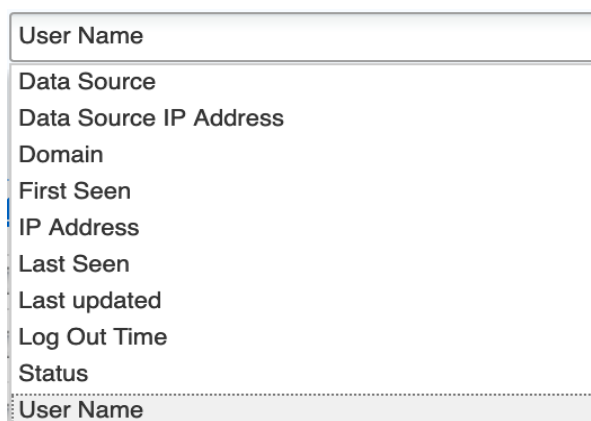 User Name
Data Source
Data Source IP Address
Domain
First Seen
IP Address
Last Seen
Last updated
Log Out Time
Status
User Name